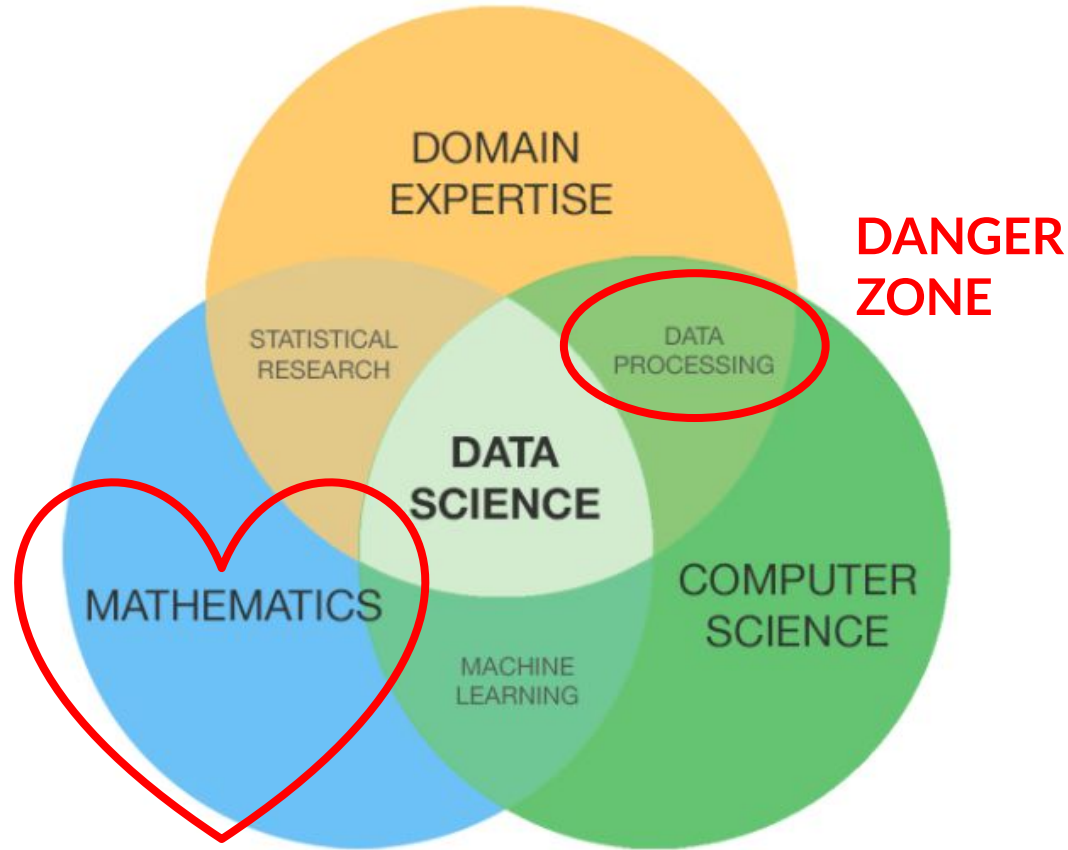 DOMAIN
EXPERTISE
DANGER
ZONE
STATISTICAL
RESEARCH
DATA
PROCESSING
DATA
SCIENCE
MATHEMATICS
COMPUTER
SCIENCE
MACHINE
LEARNING